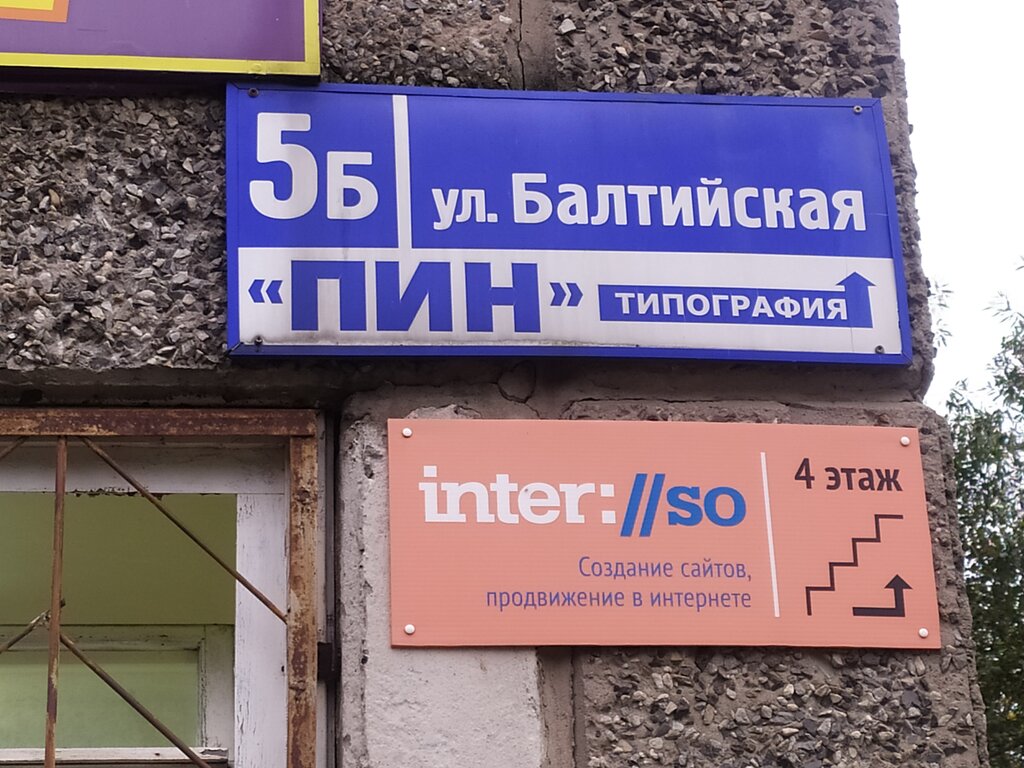 5Б
ул. Балтийская
«ПИН»
ТИПОГРАФИЯ
inter://so
Создание сайтов,
продвижение в интернете
4 этаж